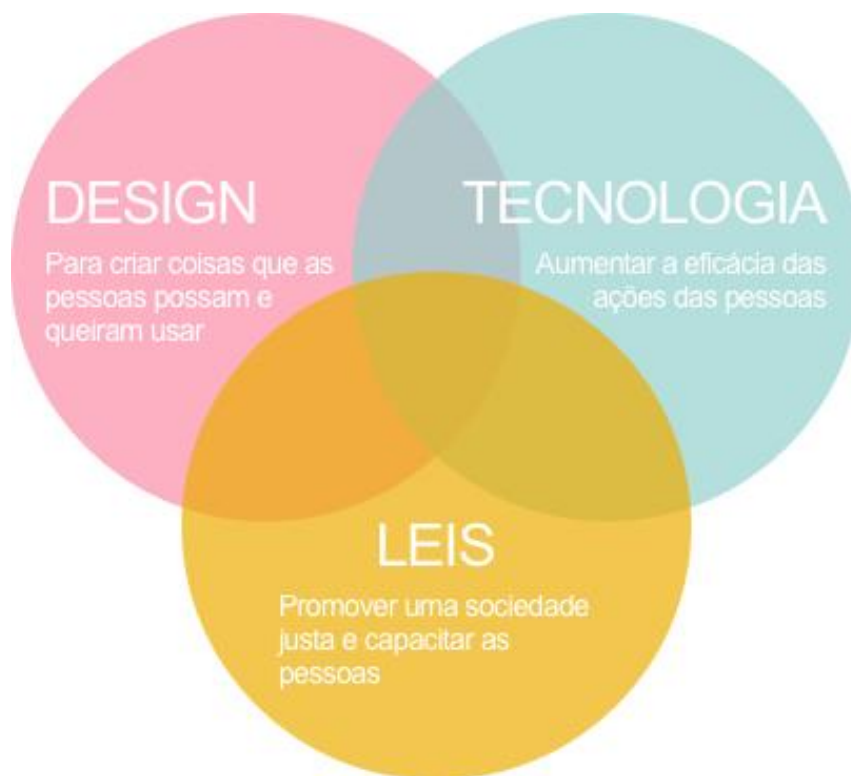 DESIGN
Para criar coisas que as
pessoas possam e
queiram usar
TECNOLOGIA
Aumentar a eficácia das
ações das pessoas
LEIS
Promover uma sociedade
justa e capacitar as
pessoas